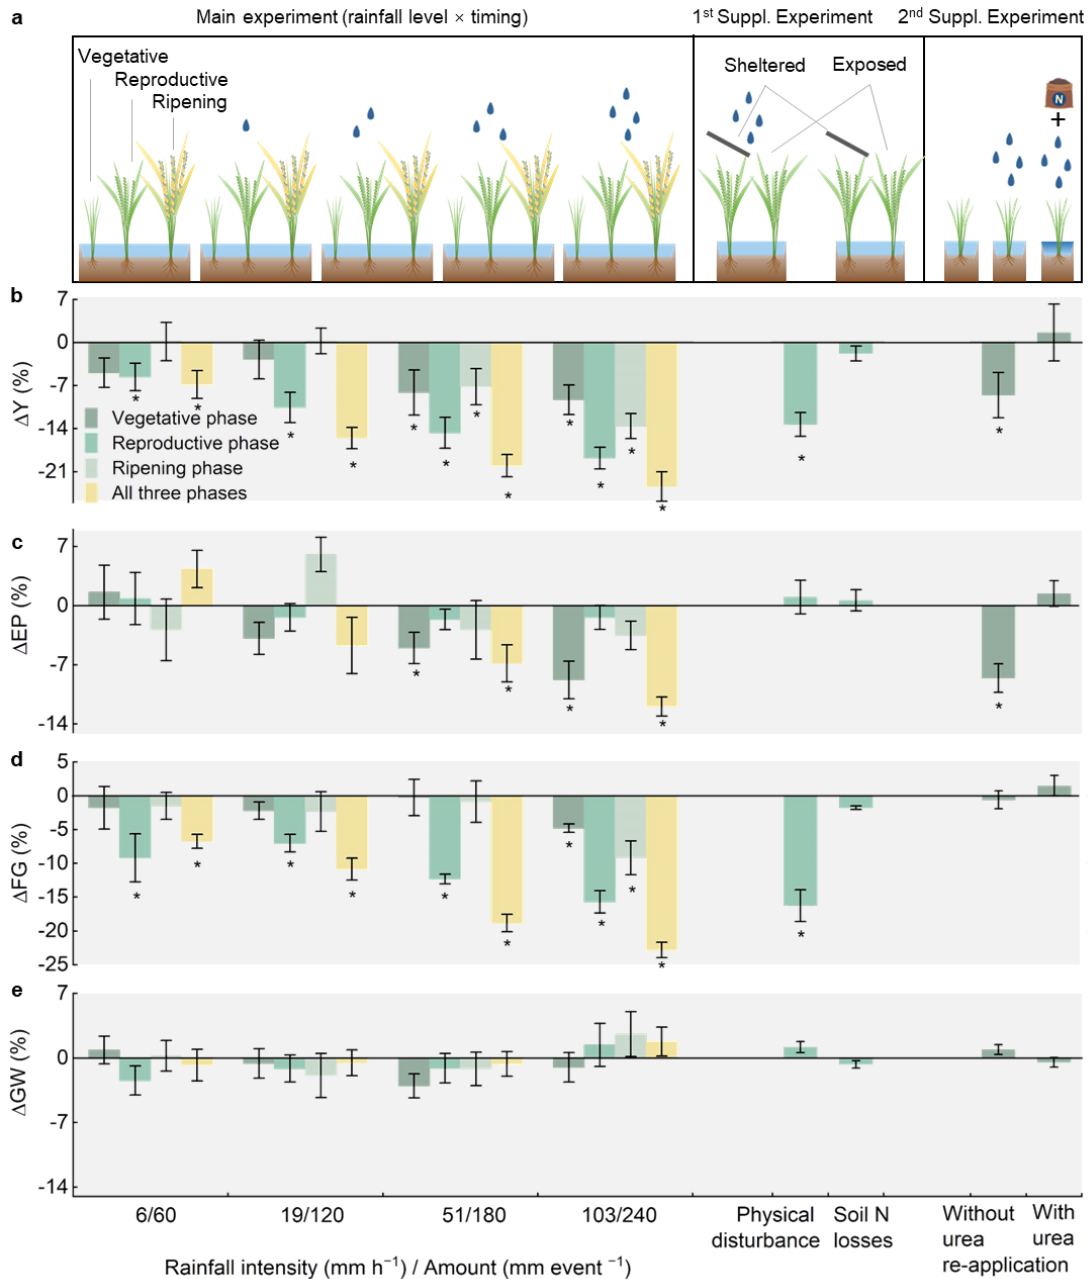 a
Main experiment (rainfall level × timing)
1st Suppl. Experiment
2nd Suppl. Experiment
Vegetative
Reproductive
Ripening
Sheltered
Exposed
N
+
b
ΔY (%)
7
0
-7
-14
-21
Vegetative phase
Reproductive phase
Ripening phase
All three phases
* * * * * * * * * * * * * *
c
ΔEP (%)
7
0
-7
-14
* * * * *
d
ΔFG (%)
5
0
-5
-10
-15
-20
-25
* * * * * * * * * * *
e
ΔGW (%)
7
0
-7
-14
6/60
19/120
51/180
103/240
Physical disturbance
Soil N losses
Without urea
With urea
re-application
Rainfall intensity (mm h−1) / Amount (mm event −1)